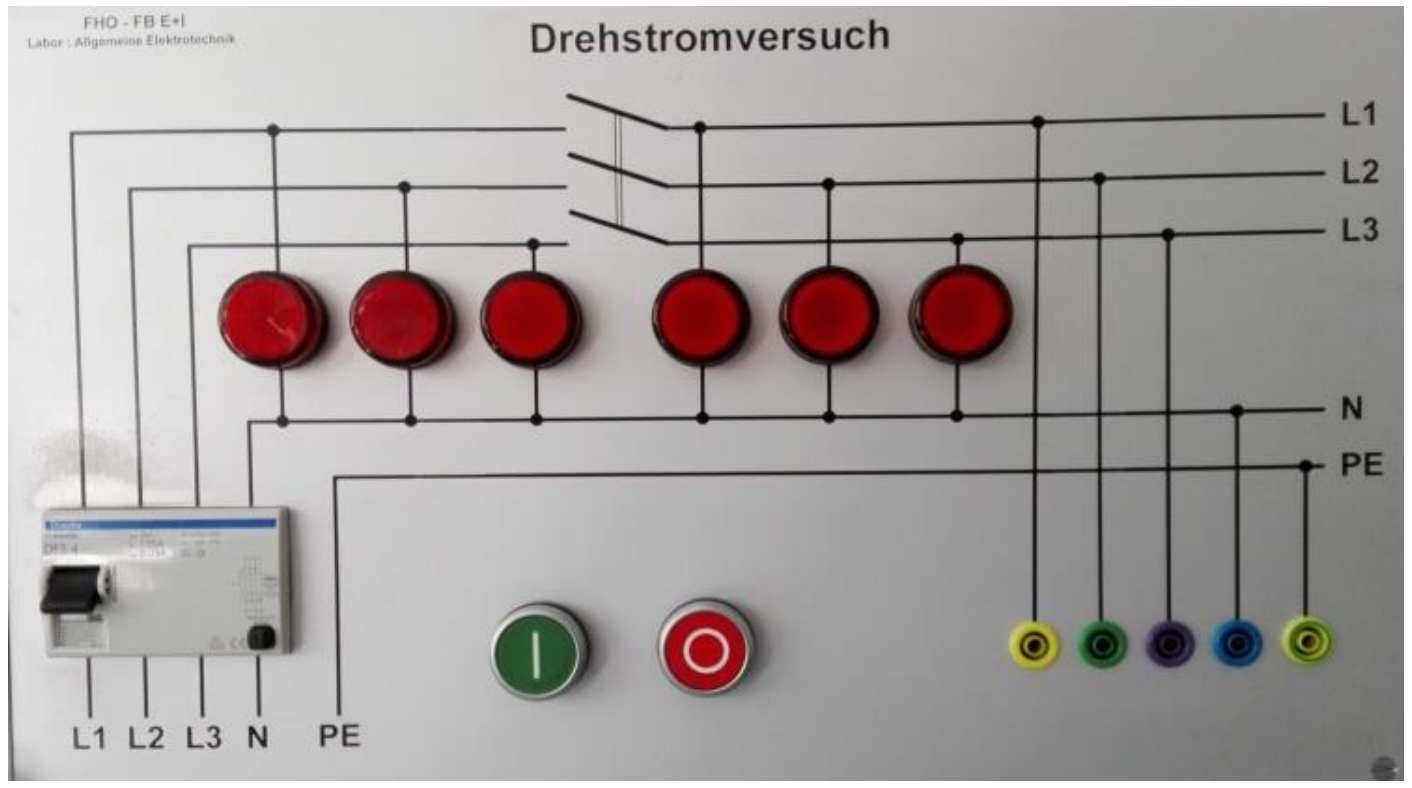 FHO - FB E+I
Labor : Allgemeine Elektrotechnik
Drehstromversuch
L1
L2
L3
N
PE
DFS 4
L1 L2 L3 N PE